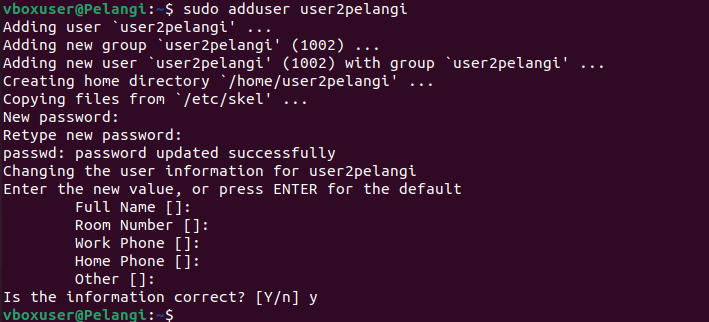 vboxuser@Pelangi:~$ sudo adduser user2pelangi
Adding user `user2pelangi' ...
Adding new group `user2pelangi' (1002) ...
Adding new user `user2pelangi' (1002) with group `user2pelangi' ...
Creating home directory `/home/user2pelangi' ...
Copying files from `/etc/skel' ...
New password:
Retype new password:
passwd: password updated successfully
Changing the user information for user2pelangi
Enter the new value, or press ENTER for the default
        Full Name []:
        Room Number []:
        Work Phone []:
        Home Phone []:
        Other []:
Is the information correct? [Y/n] y
vboxuser@Pelangi:~$